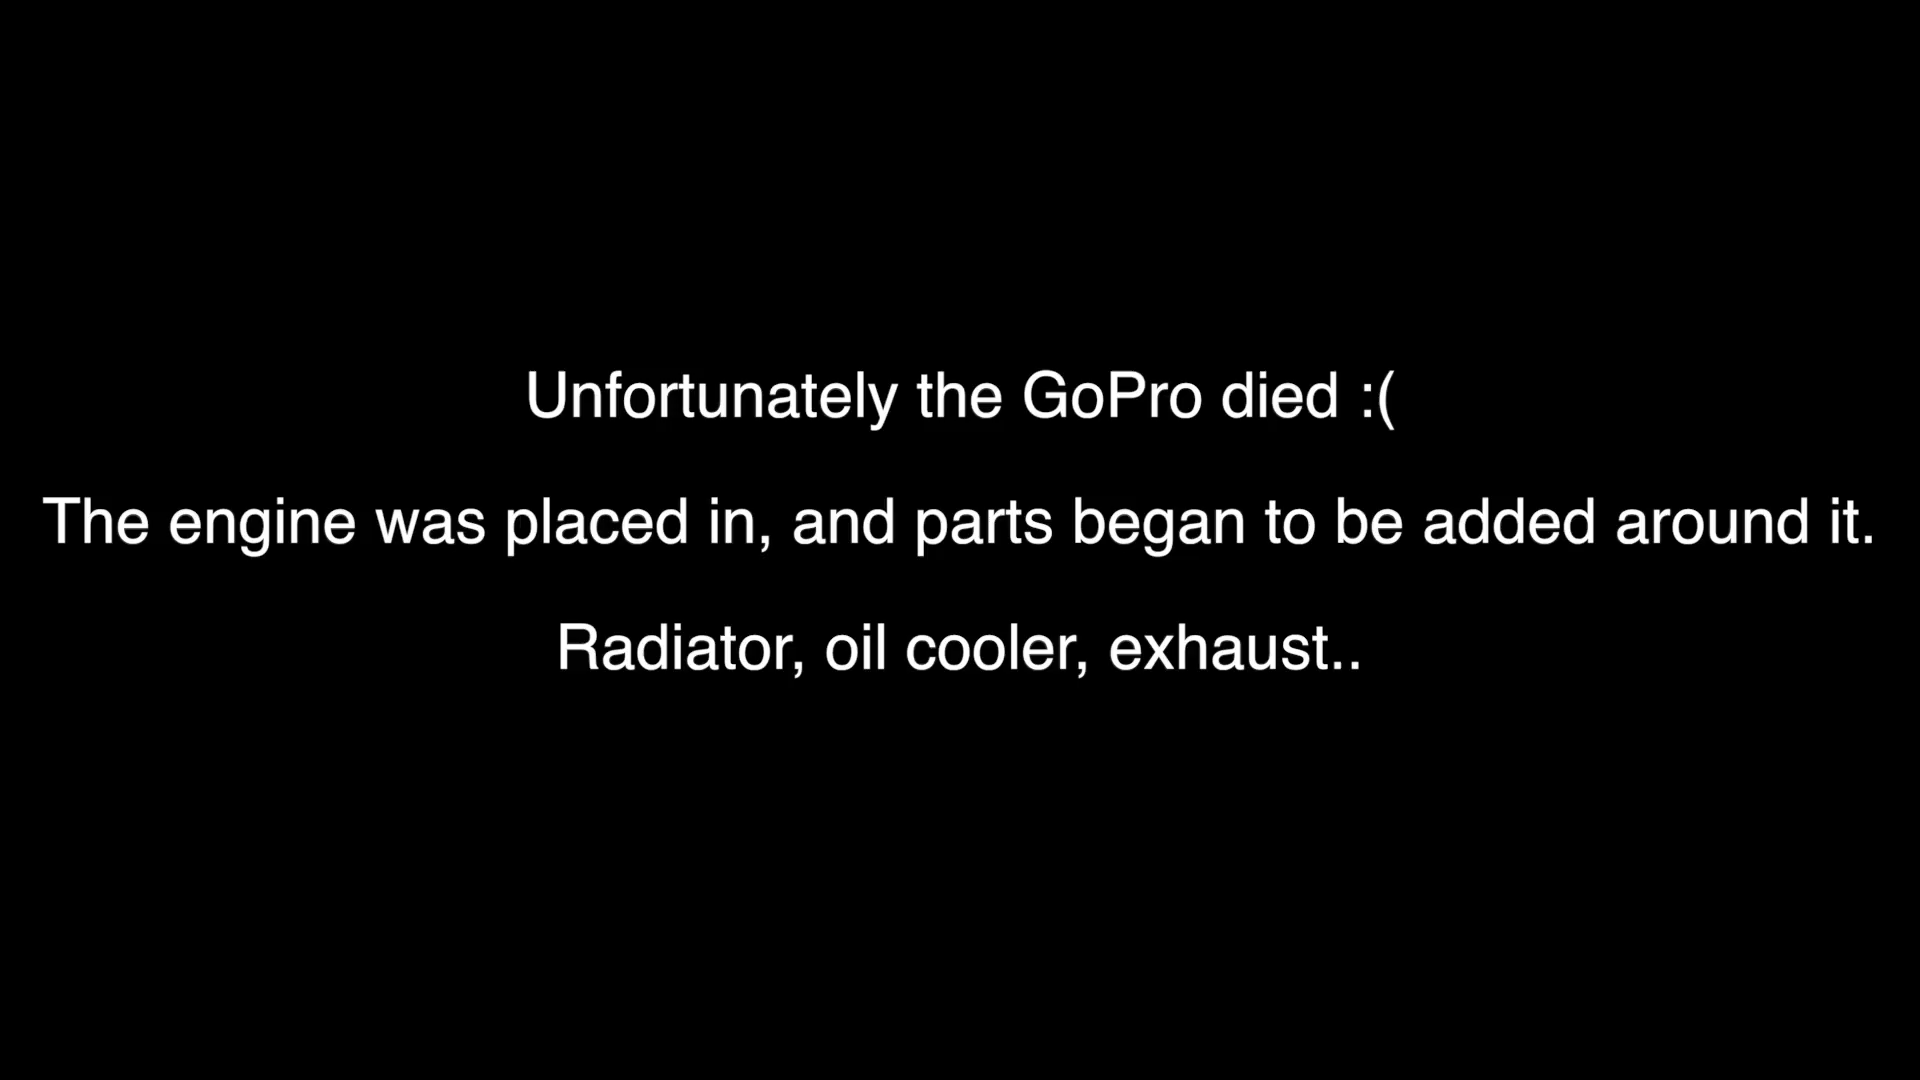 Unfortunately the GoPro died :(
The engine was placed in, and parts began to be added around it.
Radiator, oil cooler, exhaust..